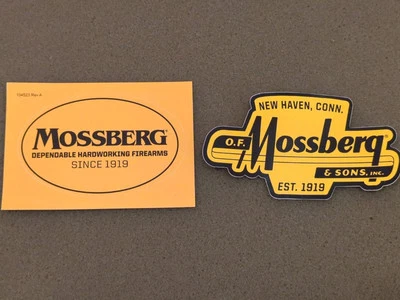 MOSSBERG
DEPENDABLE HARDWORKING FIREARMS
SINCE 1919
NEW HAVEN, CONN.
O.F. Mossberg
& SONS, INC.
EST. 1919